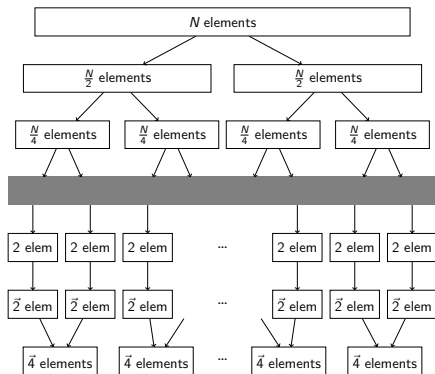 N elements
N/2 elements N/2 elements
N/4 elements N/4 elements N/4 elements N/4 elements
2 elem 2 elem 2 elem ... 2 elem 2 elem 2 elem
2⃗ elem 2⃗ elem 2⃗ elem ... 2⃗ elem 2⃗ elem 2⃗ elem
4⃗ elements 4⃗ elements ... 4⃗ elements 4⃗ elements